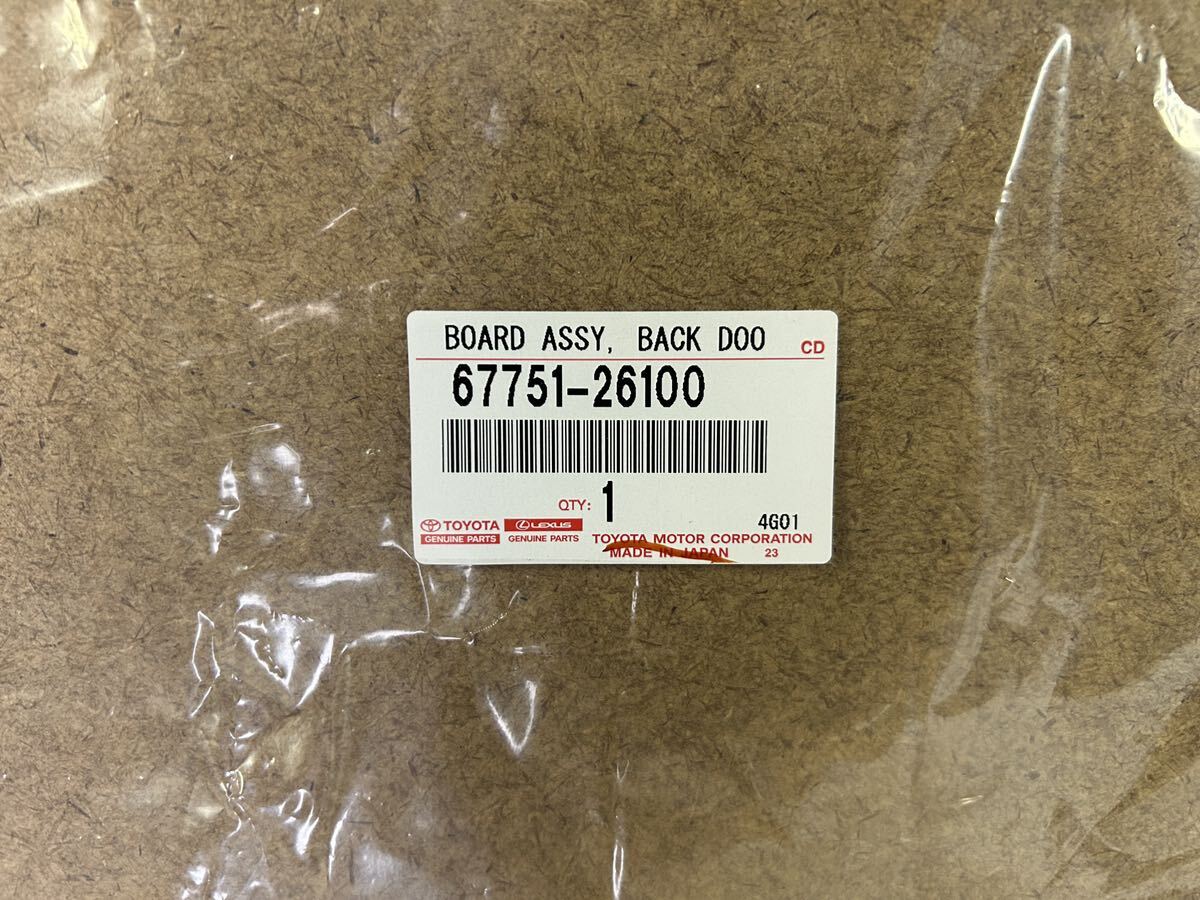 BOARD ASSY, BACK DOO CD
67751-26100
QTY: 1
4G01
TOYOTA LEXUS
GENUINE PARTS GENUINE PARTS
TOYOTA MOTOR CORPORATION
MADE IN JAPAN 23